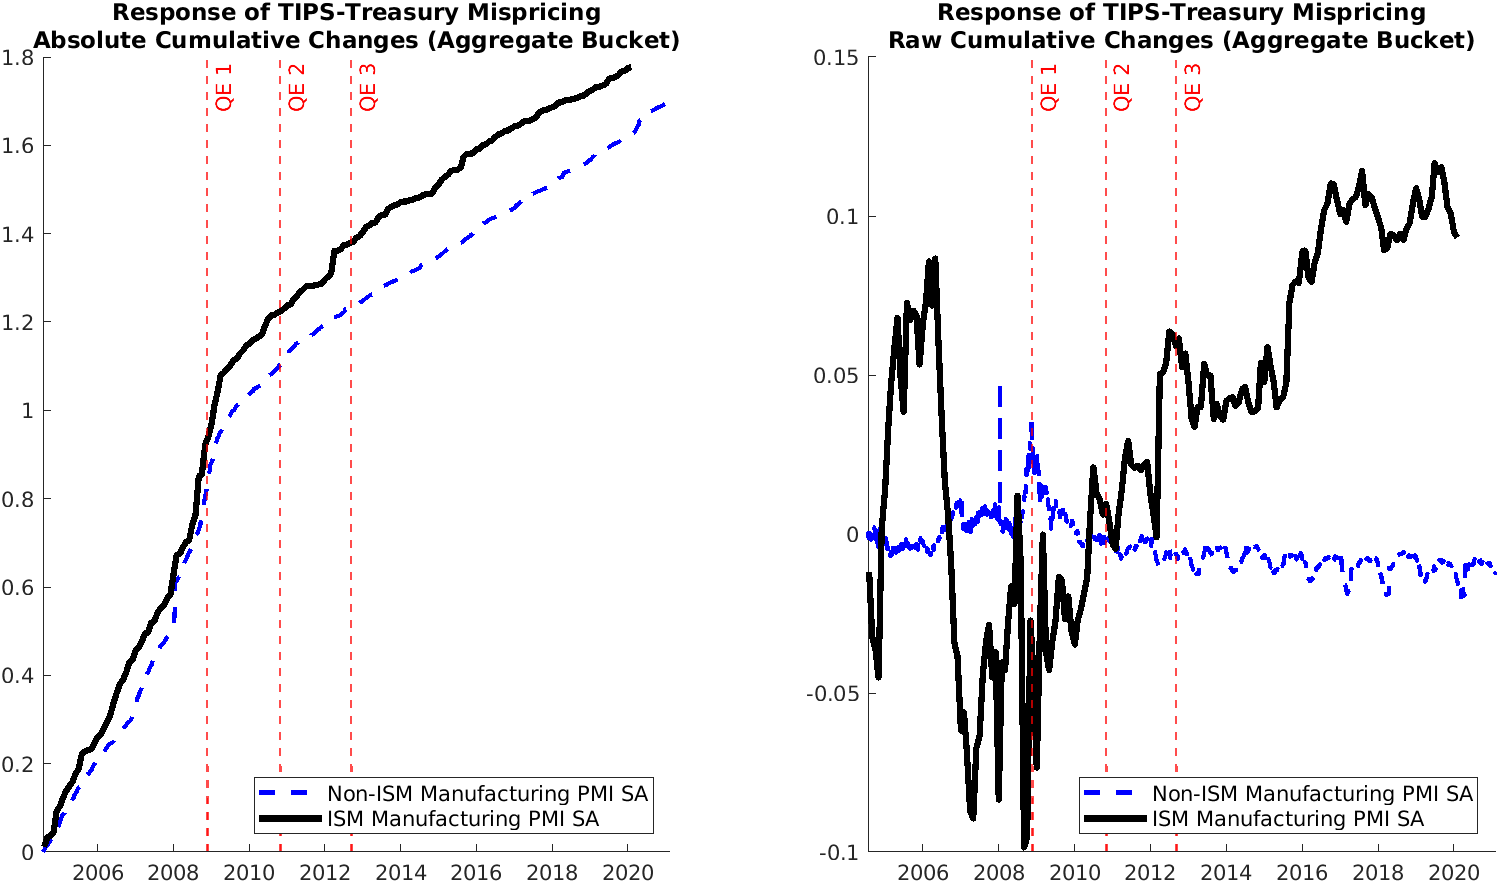 Response of TIPS-Treasury Mispricing
Absolute Cumulative Changes (Aggregate Bucket)
1.8
1.6
1.4
1.2
1
0.8
0.6
0.4
0.2
0
QE 1
QE 2
QE 3
Non-ISM Manufacturing PMI SA
ISM Manufacturing PMI SA
2006 2008 2010 2012 2014 2016 2018 2020
Response of TIPS-Treasury Mispricing
Raw Cumulative Changes (Aggregate Bucket)
0.15
0.1
0.05
0
-0.05
-0.1
QE 1
QE 2
QE 3
Non-ISM Manufacturing PMI SA
ISM Manufacturing PMI SA
2006 2008 2010 2012 2014 2016 2018 2020